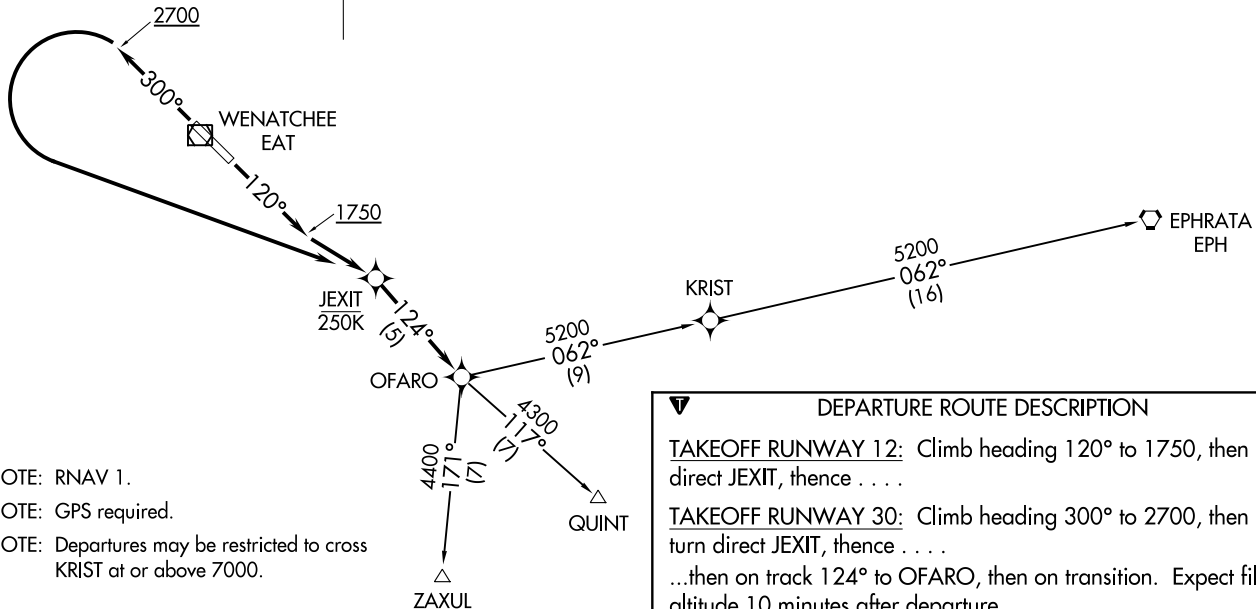 2700
300°
WENATCHEE
EAT
120°
1750
JEXIT
250K
124°
(5)
OFARO
5200
062°
(9)
KRIST
5200
062°
(16)
EPHRATA
EPH
4300
117°
(7)
QUINT
4400
171°
(7)
ZAXUL
OTE: RNAV 1.
OTE: GPS required.
OTE: Departures may be restricted to cross
KRIST at or above 7000.
T
DEPARTURE ROUTE DESCRIPTION
TAKEOFF RUNWAY 12: Climb heading 120° to 1750, then
direct JEXIT, thence . . . .
TAKEOFF RUNWAY 30: Climb heading 300° to 2700, then
turn direct JEXIT, thence . . . .
...then on track 124° to OFARO, then on transition. Expect fil
altitude 10 minutes after departure